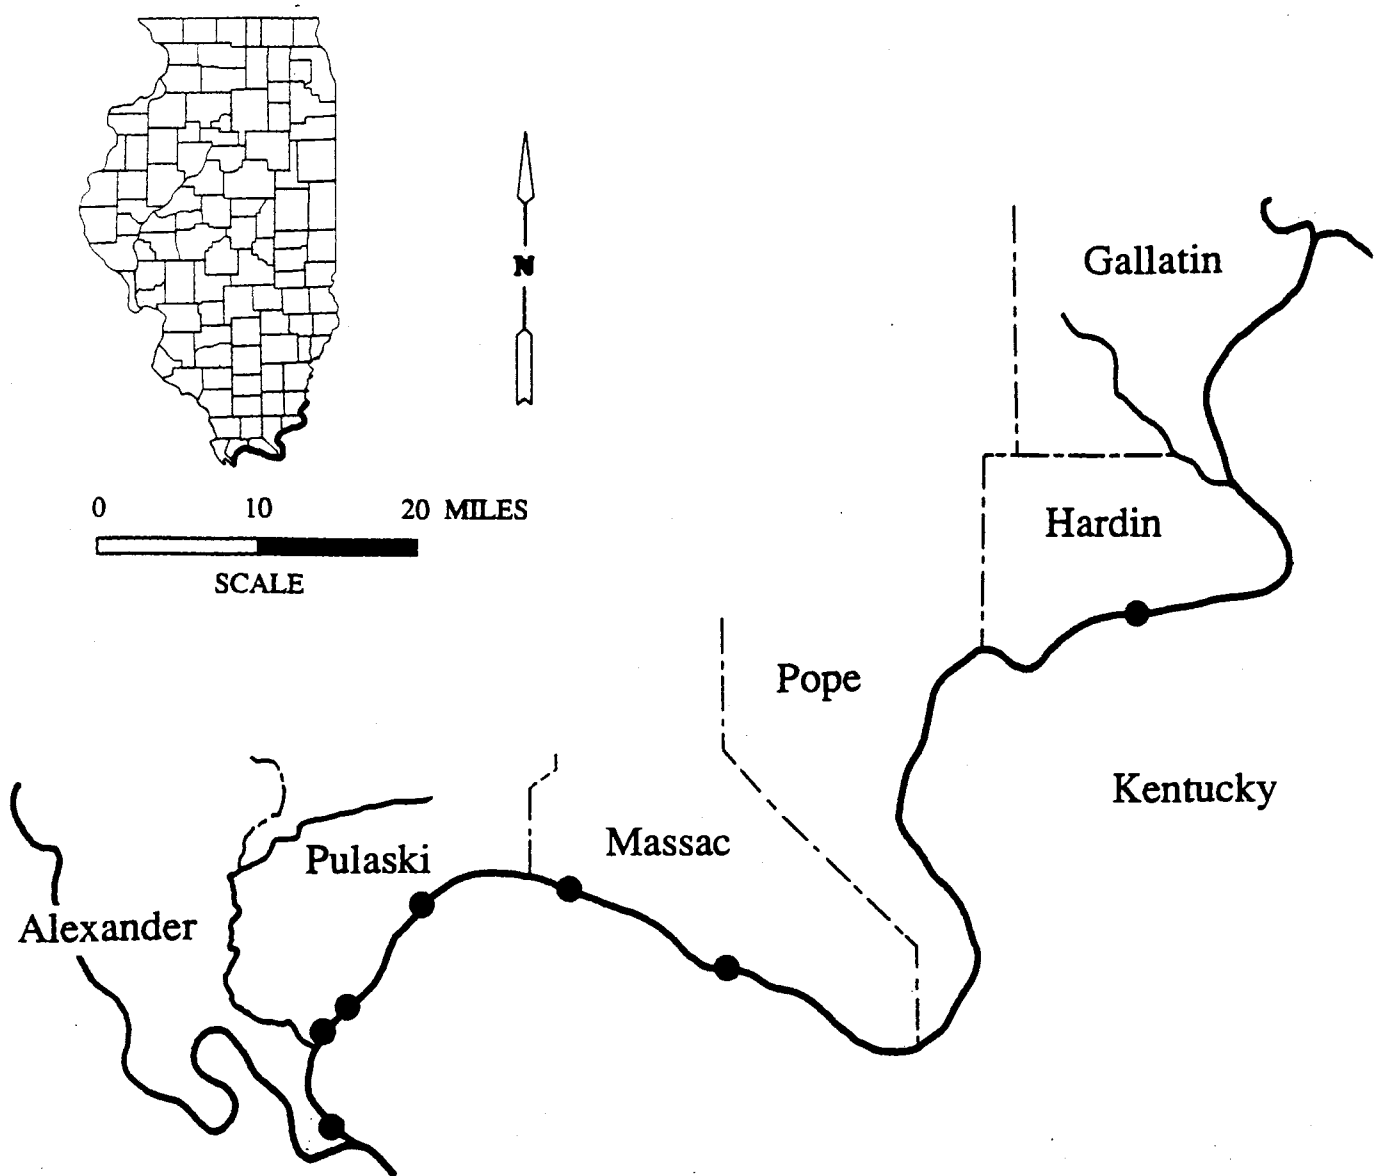 N
Gallatin
0 10 20 MILES
SCALE
Hardin
Pope
Kentucky
Massac
Pulaski
Alexander